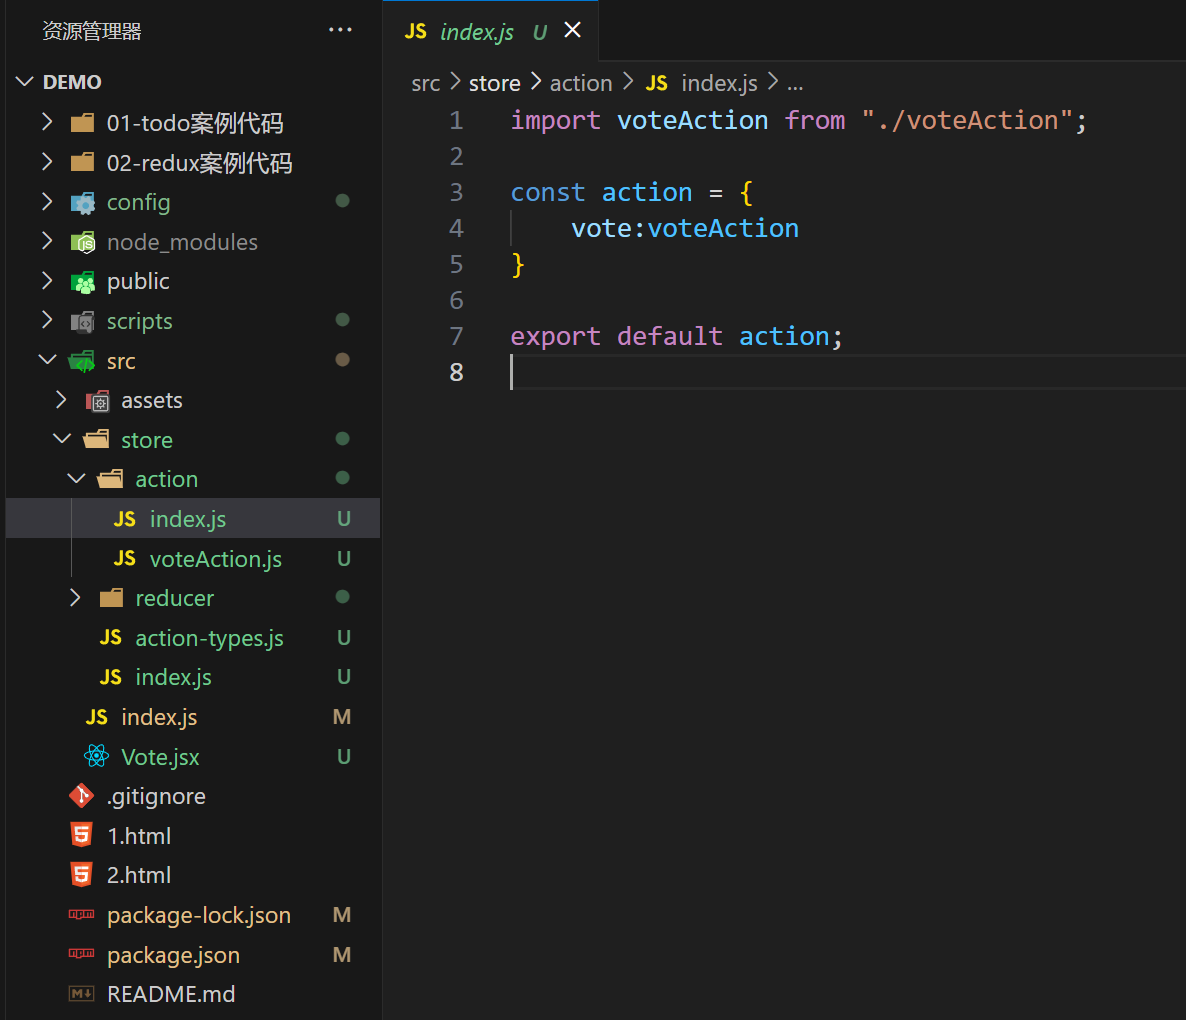 资源管理器 ...
DEMO
01-todo案例代码
02-redux案例代码
config
node_modules
public
scripts
src
assets
store
action
JS index.js U
JS voteAction.js U
reducer
JS action-types.js U
JS index.js U
JS index.js M
Vote.jsx U
.gitignore
1.html
2.html
package-lock.json M
package.json M
README.md
JS index.js U
src > store > action > JS index.js > ...
1 import voteAction from "./voteAction";
2
3 const action = {
4 vote:voteAction
5 }
6
7 export default action;
8